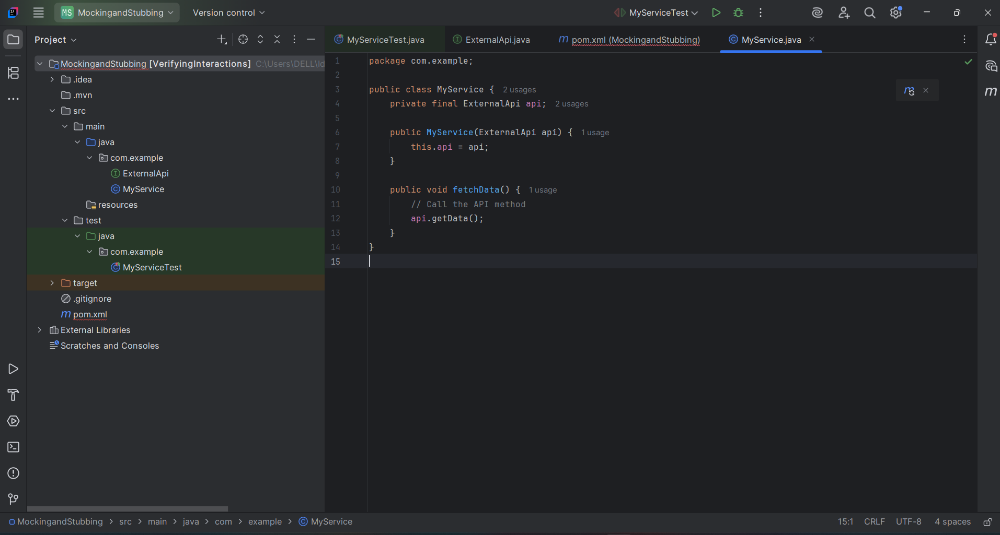 MS MockingandStubbing Version control MyServiceTest
Project MyServiceTest.java ExternalApi.java pom.xml (MockingandStubbing) MyService.java
MockingandStubbing [VerifyingInteractions] C:\Users\DELL\Id
.idea
.mvn
src
main
java
com.example
ExternalApi
MyService
resources
test
java
com.example
MyServiceTest
target
.gitignore
pom.xml
External Libraries
Scratches and Consoles
1 package com.example;
2
3 public class MyService { 2 usages
4 private final ExternalApi api; 2 usages
5
6 public MyService(ExternalApi api) { 1 usage
7 this.api = api;
8 }
9
10 public void fetchData() { 1 usage
11 // Call the API method
12 api.getData();
13 }
14 }
15
MockingandStubbing > src > main > java > com > example > MyService 15:1 CRLF UTF-8 4 spaces